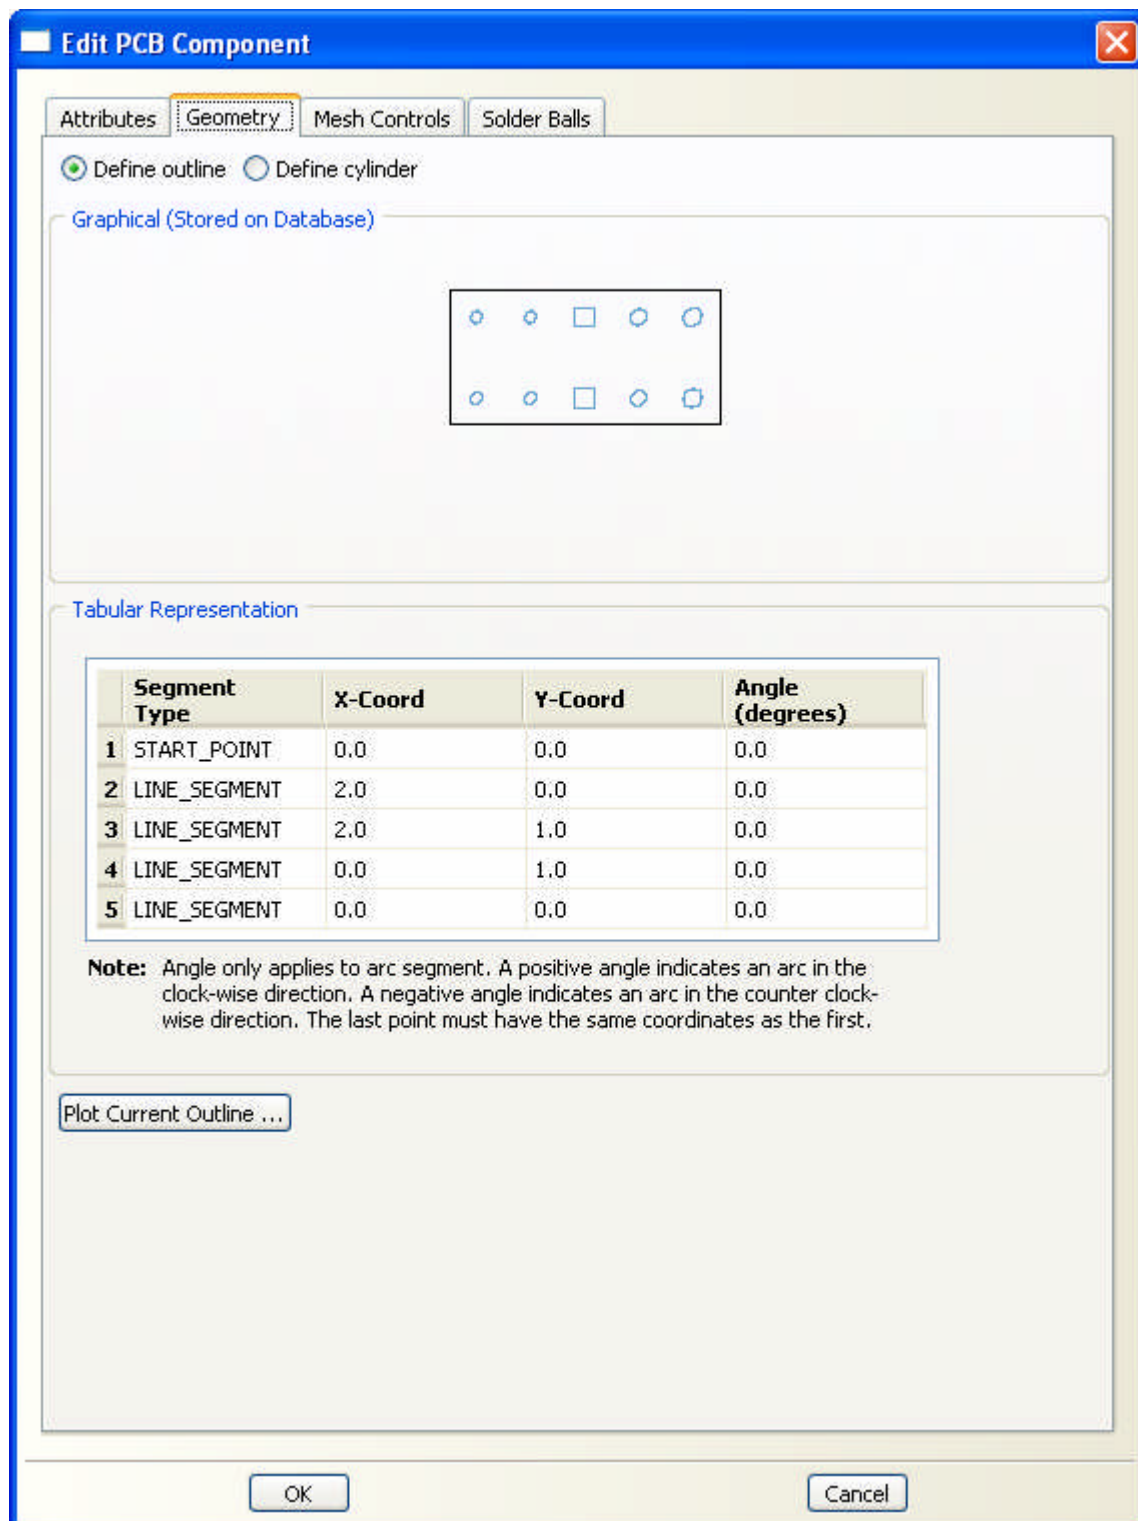 Edit PCB Component
Attributes Geometry Mesh Controls Solder Balls
Define outline Define cylinder
Graphical (Stored on Database)
Tabular Representation
Segment Type X-Coord Y-Coord Angle (degrees)
1 START_POINT 0.0 0.0 0.0
2 LINE_SEGMENT 2.0 0.0 0.0
3 LINE_SEGMENT 2.0 1.0 0.0
4 LINE_SEGMENT 0.0 1.0 0.0
5 LINE_SEGMENT 0.0 0.0 0.0
Note: Angle only applies to arc segment. A positive angle indicates an arc in the
clock-wise direction. A negative angle indicates an arc in the counter clock-
wise direction. The last point must have the same coordinates as the first.
Plot Current Outline ...
OK Cancel